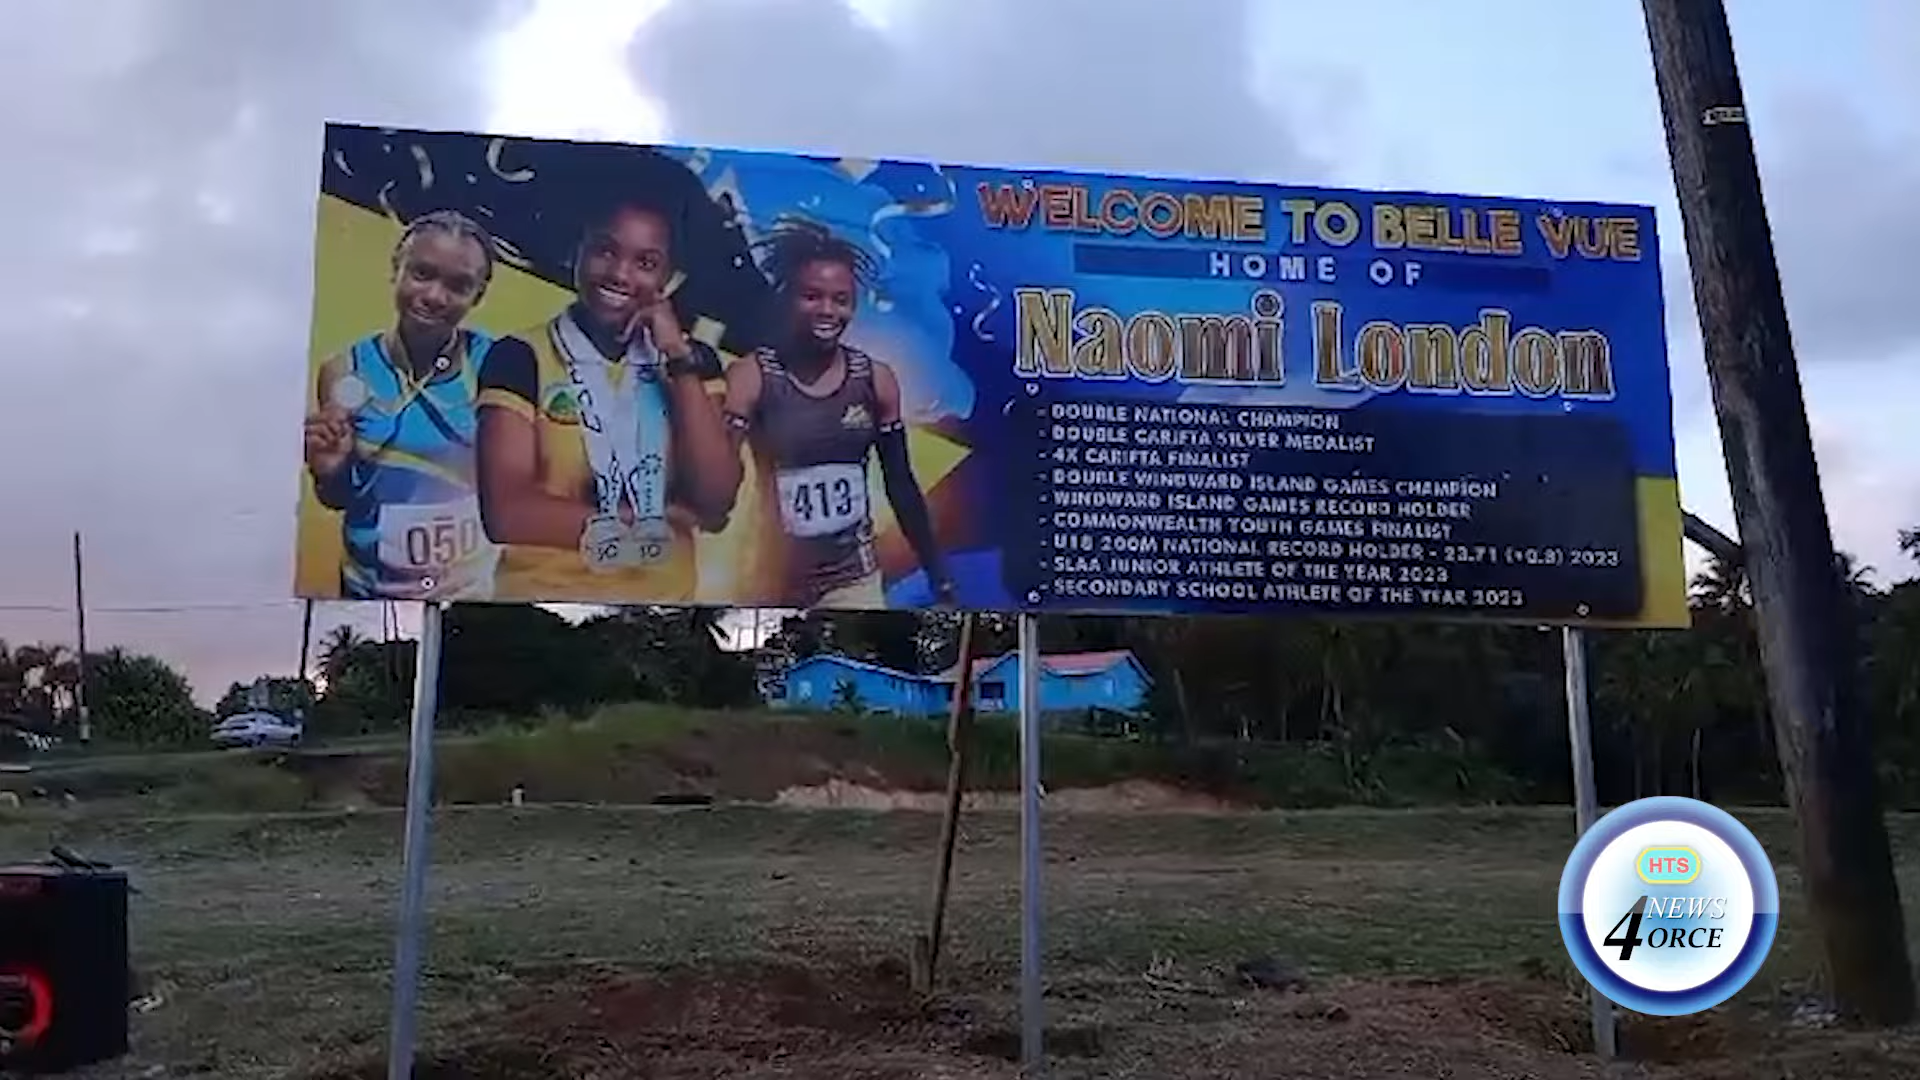 WELCOME TO BELLE VUE
HOME OF
Naomi London
- DOUBLE NATIONAL CHAMPION
- DOUBLE CARIFTA SILVER MEDALIST
- 4X CARIFTA FINALIST
- DOUBLE WINDWARD ISLAND GAMES CHAMPION
- WINDWARD ISLAND GAMES RECORD HOLDER
- COMMONWEALTH YOUTH GAMES FINALIST
- U18 200M NATIONAL RECORD HOLDER - 23.71 (+0.8) 2023
- SLAA JUNIOR ATHLETE OF THE YEAR 2023
- SECONDARY SCHOOL ATHLETE OF THE YEAR 2023
050
413
HTS
NEWS
4ORCE